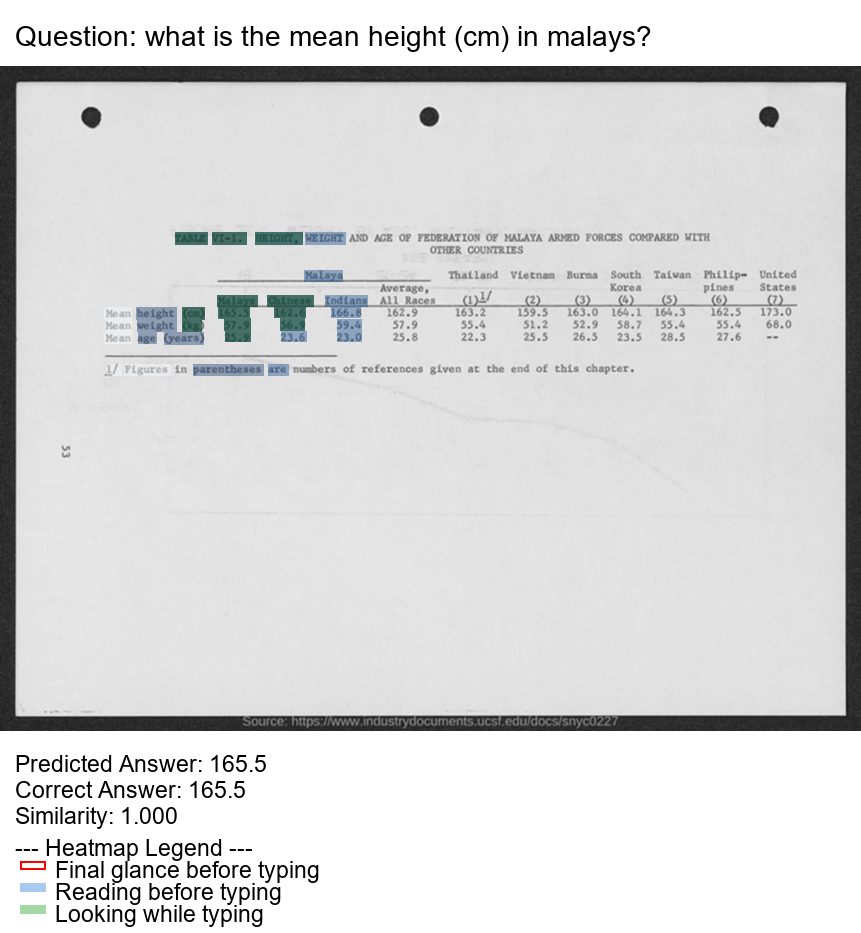 Question: what is the mean height (cm) in malays?
TABLE VI-1. HEIGHT, WEIGHT AND AGE OF FEDERATION OF MALAYA ARMED FORCES COMPARED WITH
OTHER COUNTRIES
Malaya Thailand Vietnam Burma South Taiwan Philip- United
Average, Korea pines States
Malays Chinese Indians All Races (1)1/ (2) (3) (4) (5) (6) (7)
Mean height (cm) 165.5 162.6 166.8 162.9 163.2 159.5 163.0 164.1 164.3 162.5 173.0
Mean weight (kg) 57.9 56.9 59.4 57.9 55.4 51.2 52.9 58.7 55.4 55.4 68.0
Mean age (years) 25.9 23.6 23.0 25.8 22.3 25.5 26.5 23.5 28.5 27.6 --
1/ Figures in parentheses are numbers of references given at the end of this chapter.
53
Source: https://www.industrydocuments.ucsf.edu/docs/snyc0227
Predicted Answer: 165.5
Correct Answer: 165.5
Similarity: 1.000
--- Heatmap Legend ---
Final glance before typing
Reading before typing
Looking while typing